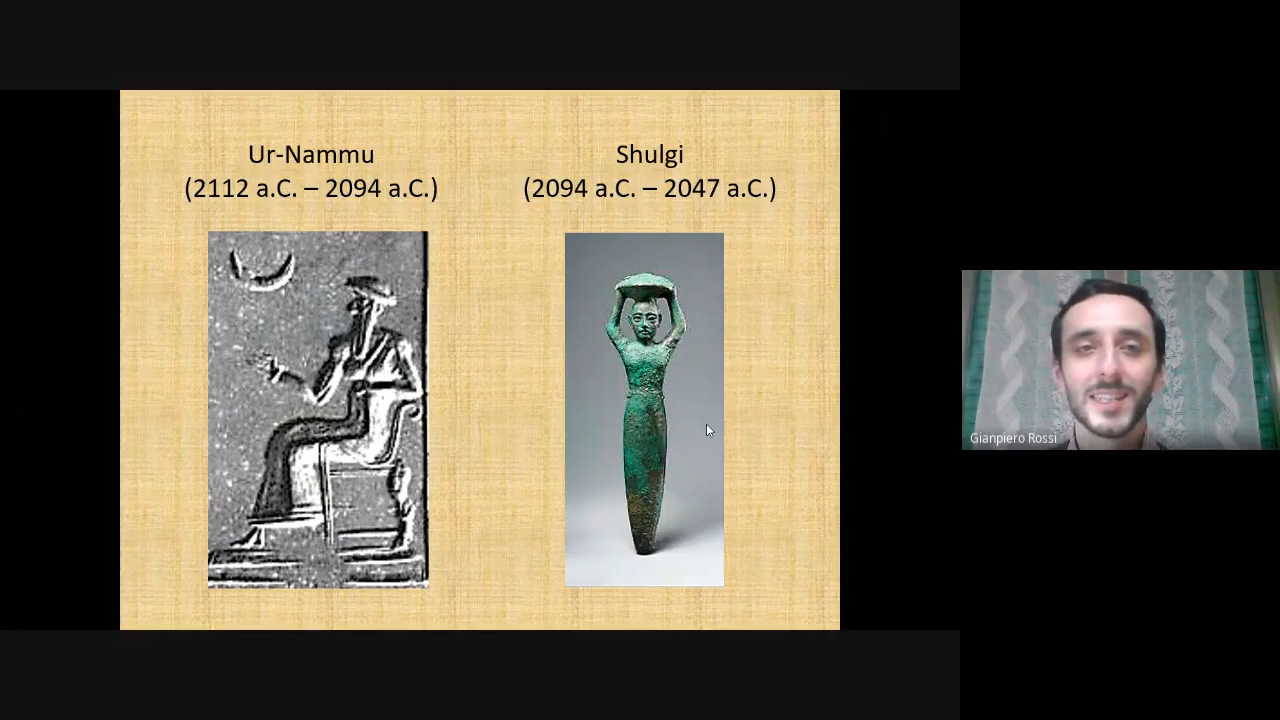 Ur-Nammu
(2112 a.C. – 2094 a.C.)
Shulgi
(2094 a.C. – 2047 a.C.)
Gianpiero Rossi